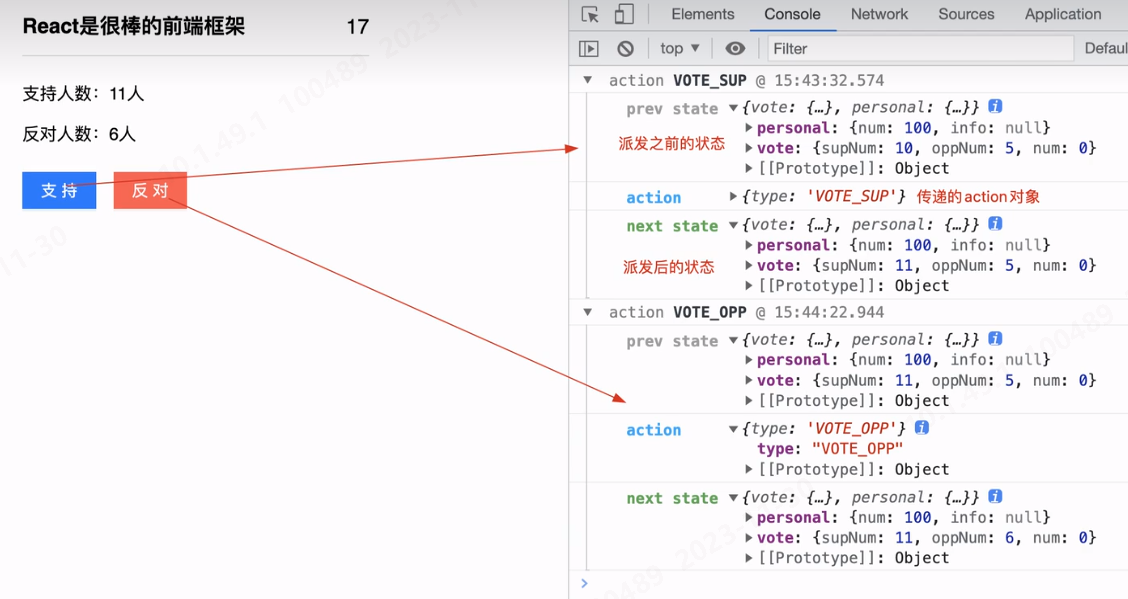 React是很棒的前端框架 17
支持人数：11人
反对人数：6人
支 持 反 对
Elements Console Network Sources Application
top ▼ Filter Defaul
▼ action VOTE_SUP @ 15:43:32.574
prev state ▼{vote: {…}, personal: {…}} i
派发之前的状态
▶ personal: {num: 100, info: null}
▶ vote: {supNum: 10, oppNum: 5, num: 0}
▶ [[Prototype]]: Object
action ▶{type: 'VOTE_SUP'} 传递的action对象
next state ▼{vote: {…}, personal: {…}} i
派发后的状态
▶ personal: {num: 100, info: null}
▶ vote: {supNum: 11, oppNum: 5, num: 0}
▶ [[Prototype]]: Object
▼ action VOTE_OPP @ 15:44:22.944
prev state ▼{vote: {…}, personal: {…}} i
▶ personal: {num: 100, info: null}
▶ vote: {supNum: 11, oppNum: 5, num: 0}
▶ [[Prototype]]: Object
action ▼{type: 'VOTE_OPP'} i
type: "VOTE_OPP"
▶ [[Prototype]]: Object
next state ▼{vote: {…}, personal: {…}} i
▶ personal: {num: 100, info: null}
▶ vote: {supNum: 11, oppNum: 6, num: 0}
▶ [[Prototype]]: Object
>